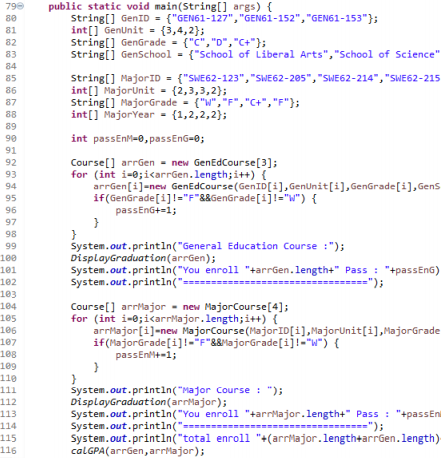 79 public static void main(String[] args) {
80 String[] GenID = {"GEN61-127","GEN61-152","GEN61-153"};
81 int[] GenUnit = {3,4,2};
82 String[] GenGrade = {"C","D","C+"};
83 String[] GenSchool = {"School of Liberal Arts","School of Science"
84
85 String[] MajorID = {"SWE62-123","SWE62-205","SWE62-214","SWE62-215
86 int[] MajorUnit = {2,3,3,2};
87 String[] MajorGrade = {"W","F","C+","F"};
88 int[] MajorYear = {1,2,2,2};
89
90 int passEnM=0,passEnG=0;
91
92 Course[] arrGen = new GenEdCourse[3];
93 for (int i=0;i<arrGen.length;i++) {
94 arrGen[i]=new GenEdCourse(GenID[i],GenUnit[i],GenGrade[i],GenS
95 if(GenGrade[i]!="F"&&GenGrade[i]!="W") {
96 passEnG+=1;
97 }
98 }
99 System.out.println("General Education Course :");
100 DisplayGraduation(arrGen);
101 System.out.println("You enroll "+arrGen.length+" Pass : "+passEnG)
102 System.out.println("================================");
103
104 Course[] arrMajor = new MajorCourse[4];
105 for (int i=0;i<arrMajor.length;i++) {
106 arrMajor[i]=new MajorCourse(MajorID[i],MajorUnit[i],MajorGrade
107 if(MajorGrade[i]!="F"&&MajorGrade[i]!="W") {
108 passEnM+=1;
109 }
110 }
111 System.out.println("Major Course : ");
112 DisplayGraduation(arrMajor);
113 System.out.println("You enroll "+arrMajor.length+" Pass : "+passEn
114 System.out.println("================================");
115 System.out.println("total enroll "+(arrMajor.length+arrGen.length)
116 calGPA(arrGen,arrMajor);